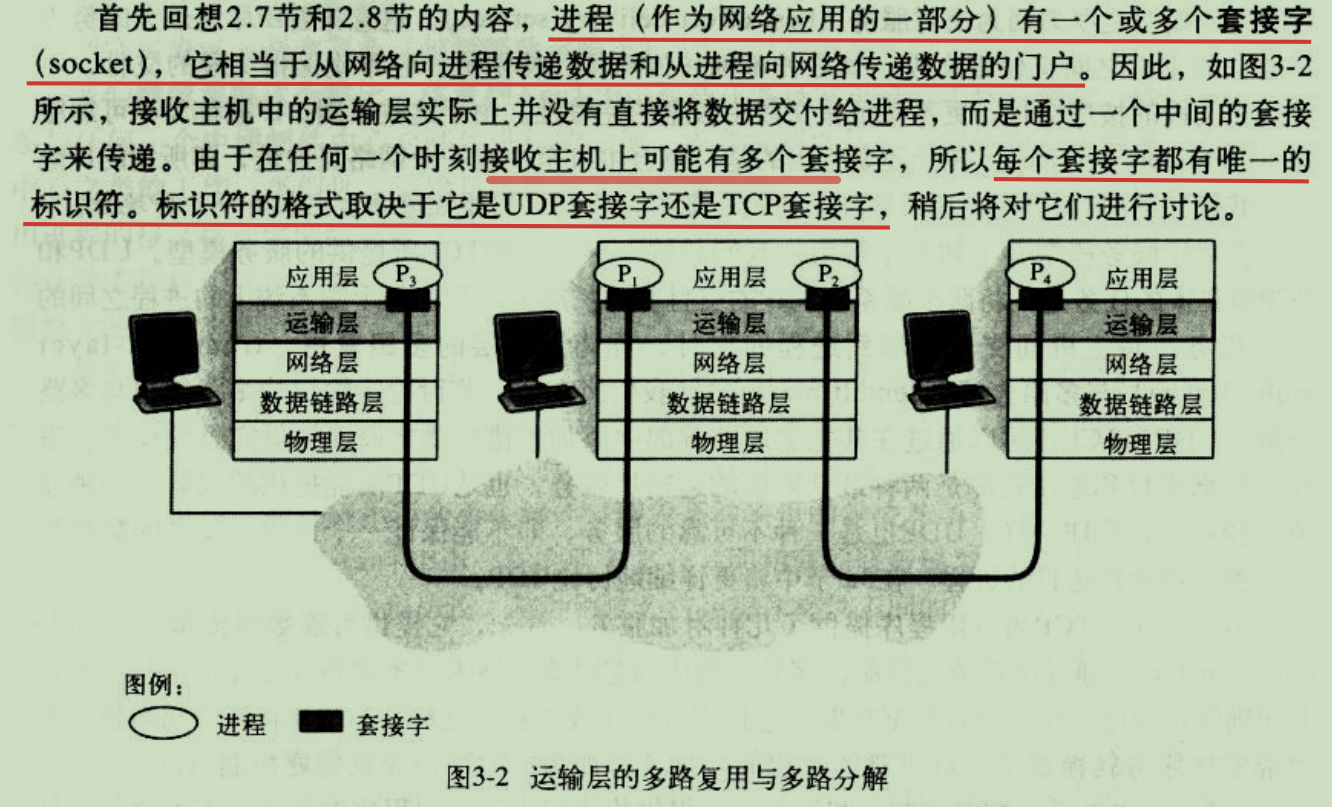 首先回想2.7节和2.8节的内容，进程（作为网络应用的一部分）有一个或多个套接字
（socket），它相当于从网络向进程传递数据和从进程向网络传递数据的门户。因此，如图3-2
所示，接收主机中的运输层实际上并没有直接将数据交付给进程，而是通过一个中间的套接
字来传递。由于在任何一个时刻接收主机上可能有多个套接字，所以每个套接字都有唯一的
标识符。标识符的格式取决于它是UDP套接字还是TCP套接字，稍后将对它们进行讨论。
应用层 P3 P1 应用层 P2 P4 应用层
运输层 运输层 运输层
网络层 网络层 网络层
数据链路层 数据链路层 数据链路层
物理层 物理层 物理层
图例：
进程 套接字
图3-2 运输层的多路复用与多路分解